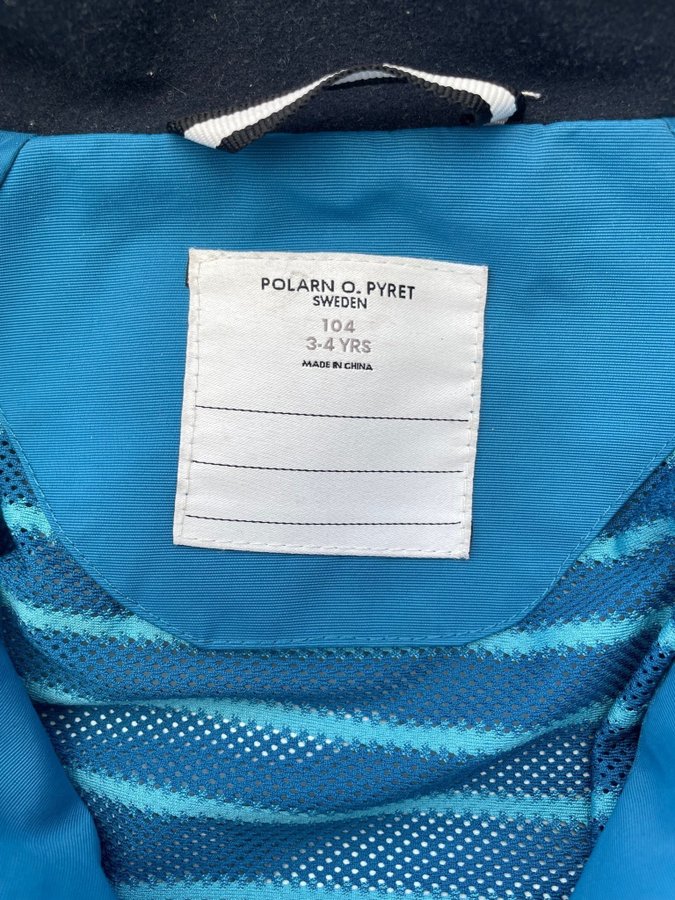 POLARN O. PYRET
SWEDEN
104
3-4 YRS
MADE IN CHINA